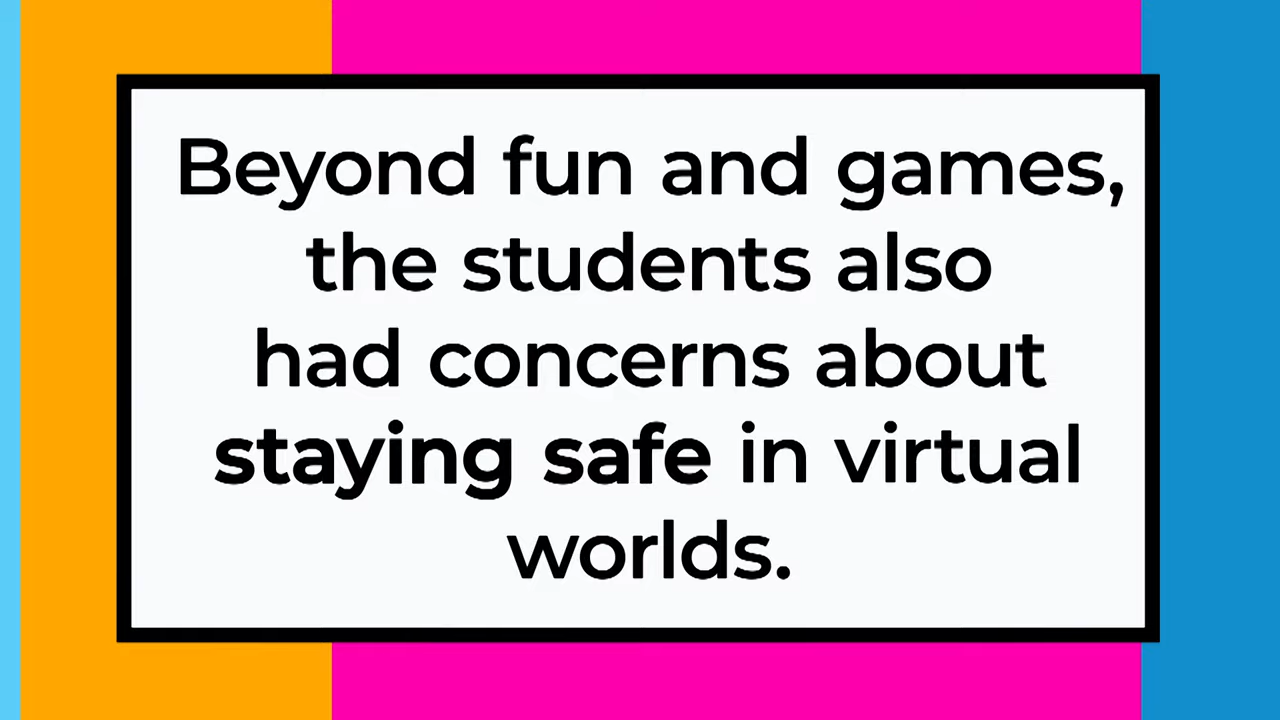 Beyond fun and games,
the students also
had concerns about
staying safe in virtual
worlds.